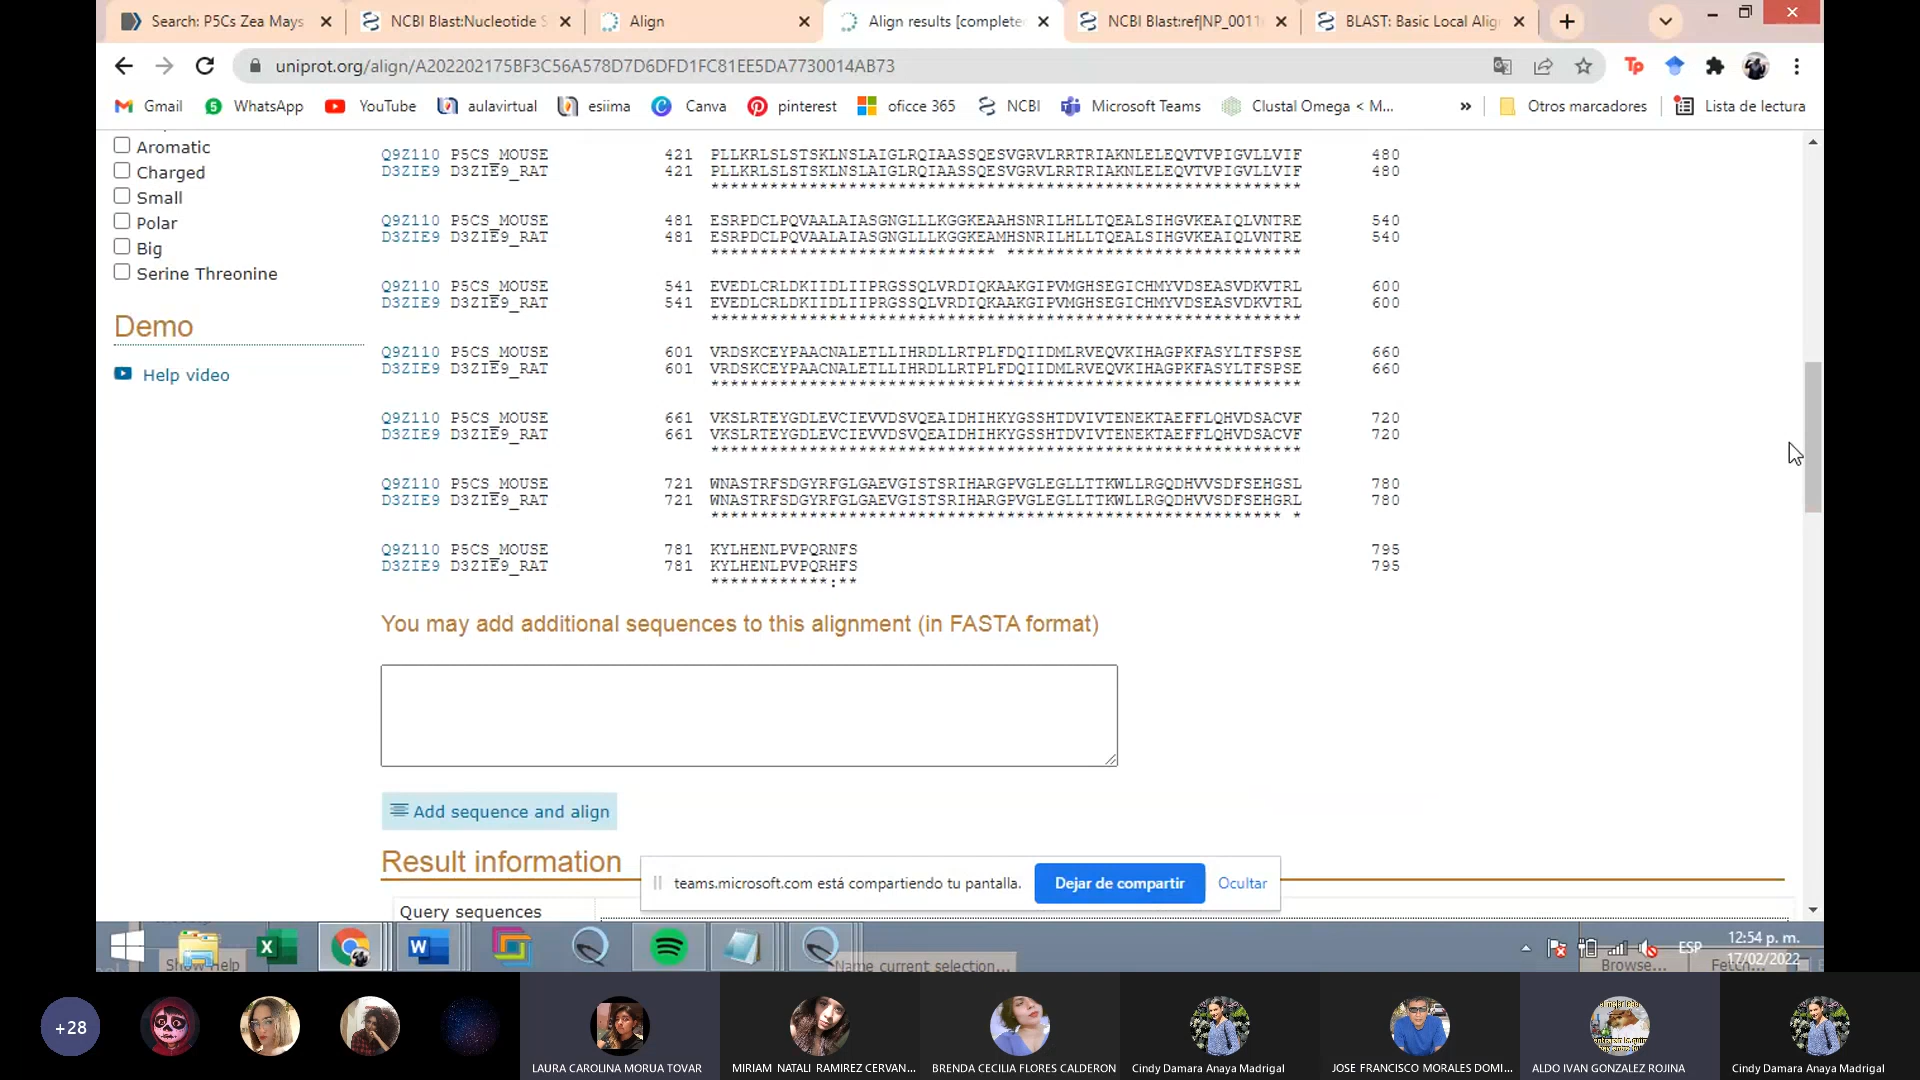 Search: P5Cs Zea Mays
NCBI Blast:Nucleotide S
Align
Align results [complete
NCBI Blast:ref|NP_0011
BLAST: Basic Local Alig
uniprot.org/align/A202202175BF3C56A578D7D6DFD1FC81EE5DA7730014AB73
Gmail WhatsApp YouTube aulavirtual esiima Canva pinterest oficce 365 NCBI Microsoft Teams Clustal Omega < M... » Otros marcadores Lista de lectura
Aromatic
Charged
Small
Polar
Big
Serine Threonine
Demo
Help video
Q9Z110 P5CS_MOUSE 421 PLLKRLSLSTSKLNSLAIGLRQIAASSQESVGRVLRRTRIAKNLELEQVTVPIGVLLVIF 480
D3ZIE9 D3ZIE9_RAT 421 PLLKRLSLSTSKLNSLAIGLRQIAASSQESVGRVLRRTRIAKNLELEQVTVPIGVLLVIF 480
************************************************************
Q9Z110 P5CS_MOUSE 481 ESRPDCLPQVAALAIASGNGLLLKGGKEAAHSNRILHLLTQEALSIHGVKEAIQLVNTRE 540
D3ZIE9 D3ZIE9_RAT 481 ESRPDCLPQVAALAIASGNGLLLKGGKEAMHSNRILHLLTQEALSIHGVKEAIQLVNTRE 540
***************************** ******************************
Q9Z110 P5CS_MOUSE 541 EVEDLCRLDKIIDLIIPRGSSQLVRDIQKAAKGIPVMGHSEGICHMYVDSEASVDKVTRL 600
D3ZIE9 D3ZIE9_RAT 541 EVEDLCRLDKIIDLIIPRGSSQLVRDIQKAAKGIPVMGHSEGICHMYVDSEASVDKVTRL 600
************************************************************
Q9Z110 P5CS_MOUSE 601 VRDSKCEYPAACNALETLLIHRDLLRTPLFDQIIDMLRVEQVKIHAGPKFASYLTFSPSE 660
D3ZIE9 D3ZIE9_RAT 601 VRDSKCEYPAACNALETLLIHRDLLRTPLFDQIIDMLRVEQVKIHAGPKFASYLTFSPSE 660
************************************************************
Q9Z110 P5CS_MOUSE 661 VKSLRTEYGDLEVCIEVVDSVQEAIDHIHKYGSSHTDVIVTENEKTAEFFLQHVDSACVF 720
D3ZIE9 D3ZIE9_RAT 661 VKSLRTEYGDLEVCIEVVDSVQEAIDHIHKYGSSHTDVIVTENEKTAEFFLQHVDSACVF 720
************************************************************
Q9Z110 P5CS_MOUSE 721 WNASTRFSDGYRFGLGAEVGISTSRIHARGPVGLEGLLTTKWLLRGQDHVVSDFSEHGSL 780
D3ZIE9 D3ZIE9_RAT 721 WNASTRFSDGYRFGLGAEVGISTSRIHARGPVGLEGLLTTKWLLRGQDHVVSDFSEHGRL 780
********************************************************** *
Q9Z110 P5CS_MOUSE 781 KYLHENLPVPQRNFS 795
D3ZIE9 D3ZIE9_RAT 781 KYLHENLPVPQRHFS 795
************:**
You may add additional sequences to this alignment (in FASTA format)
Add sequence and align
Result information
teams.microsoft.com está compartiendo tu pantalla. Dejar de compartir Ocultar
Query sequences
ESP
12:54 p. m.
17/02/2022
Show help
Name current selection...
Browse...
Fetch...
+28
LAURA CAROLINA MORUA TOVAR
MIRIAM NATALI RAMIREZ CERVAN...
BRENDA CECILIA FLORES CALDERON
Cindy Damara Anaya Madrigal
JOSE FRANCISCO MORALES DOMI...
ALDO IVAN GONZALEZ ROJINA
Cindy Damara Anaya Madrigal